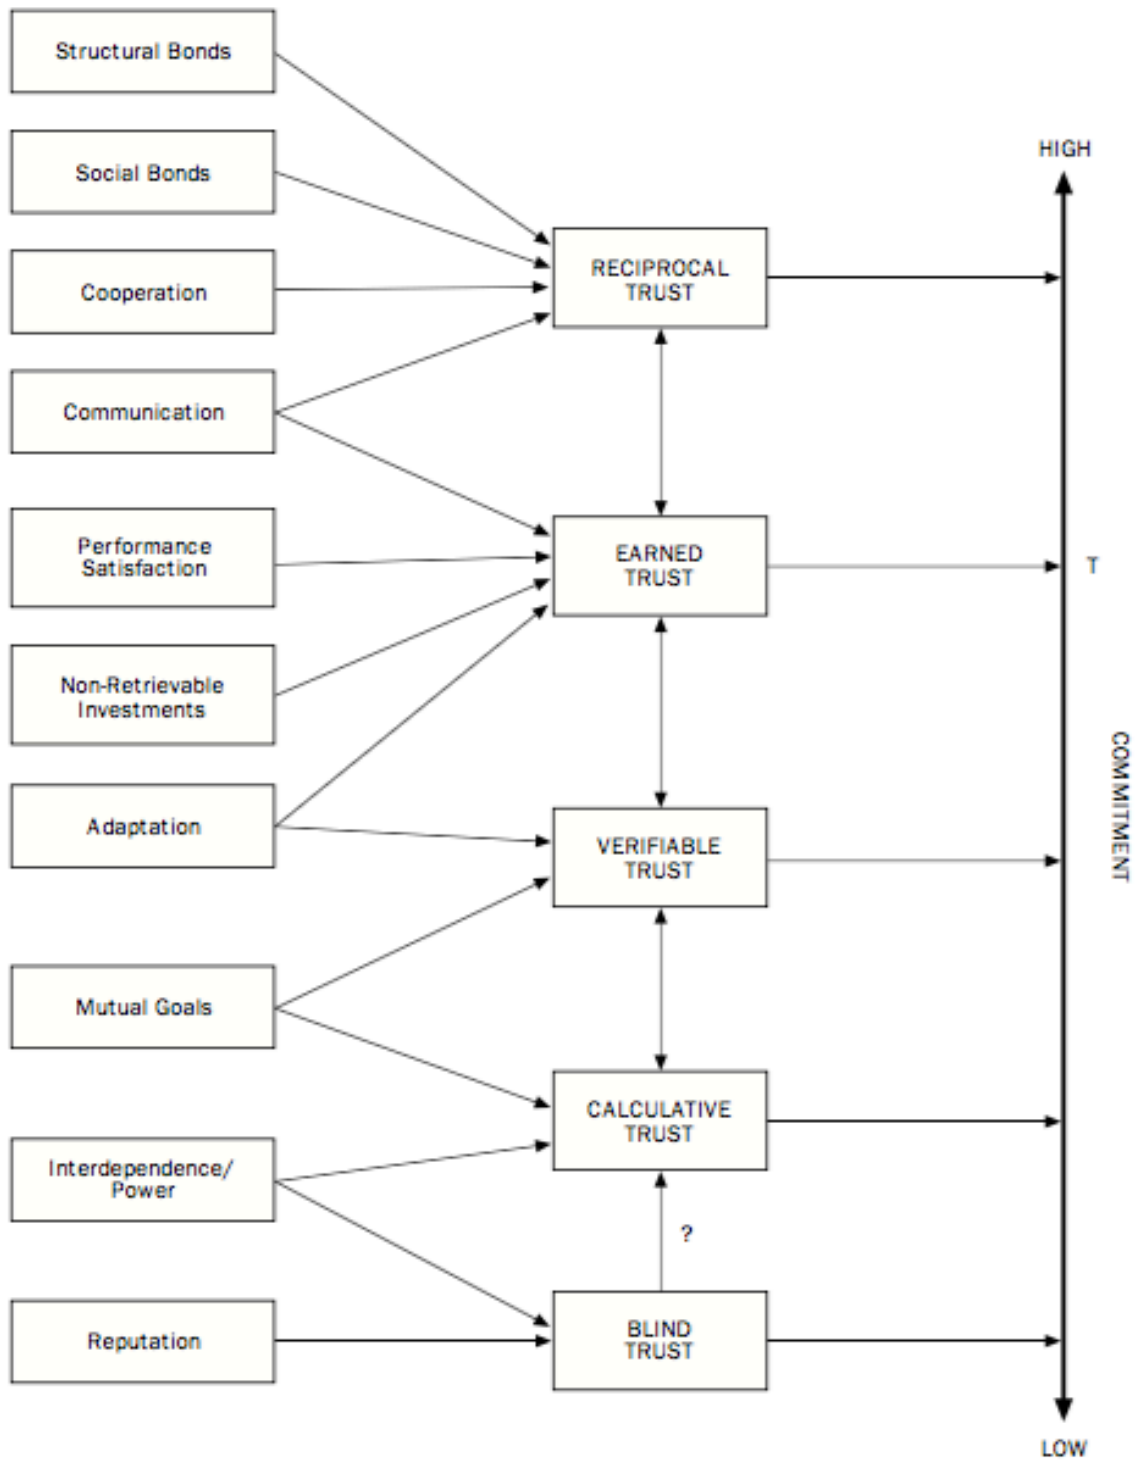 Structural Bonds
Social Bonds
Cooperation
Communication
Performance
Satisfaction
Non-Retrievable
Investments
Adaptation
Mutual Goals
Interdependence/
Power
Reputation
RECIPROCAL
TRUST
EARNED
TRUST
VERIFIABLE
TRUST
CALCULATIVE
TRUST
?
BLIND
TRUST
HIGH
T
COMMITMENT
LOW